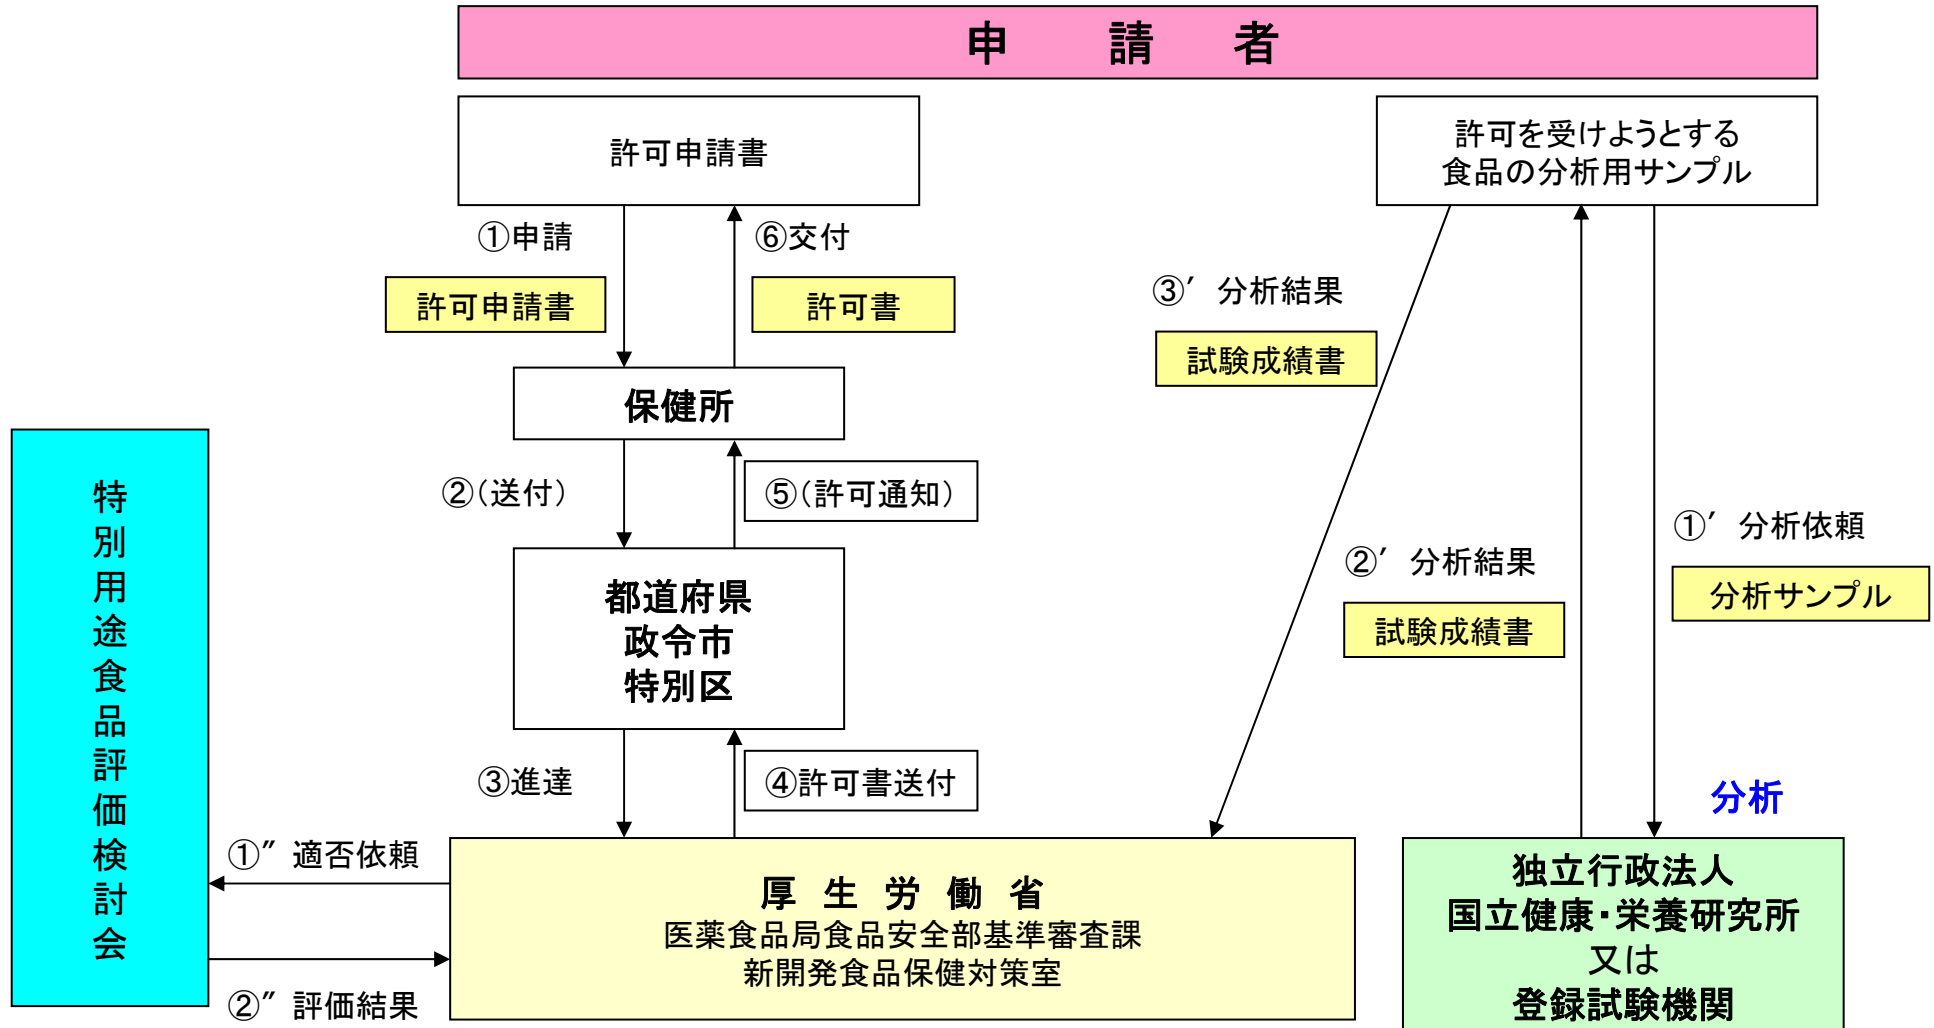 申請者
許可申請書
許可を受けようとする
食品の分析用サンプル
①申請
⑥交付
許可申請書
許可書
③′ 分析結果
試験成績書
保健所
②(送付)
⑤(許可通知)
①′ 分析依頼
分析サンプル
②′ 分析結果
試験成績書
都道府県
政令市
特別区
③進達
④許可書送付
分析
特別用途食品評価検討会
①″ 適否依頼
②″ 評価結果
厚生労働省
医薬食品局食品安全部基準審査課
新開発食品保健対策室
独立行政法人
国立健康・栄養研究所
又は
登録試験機関